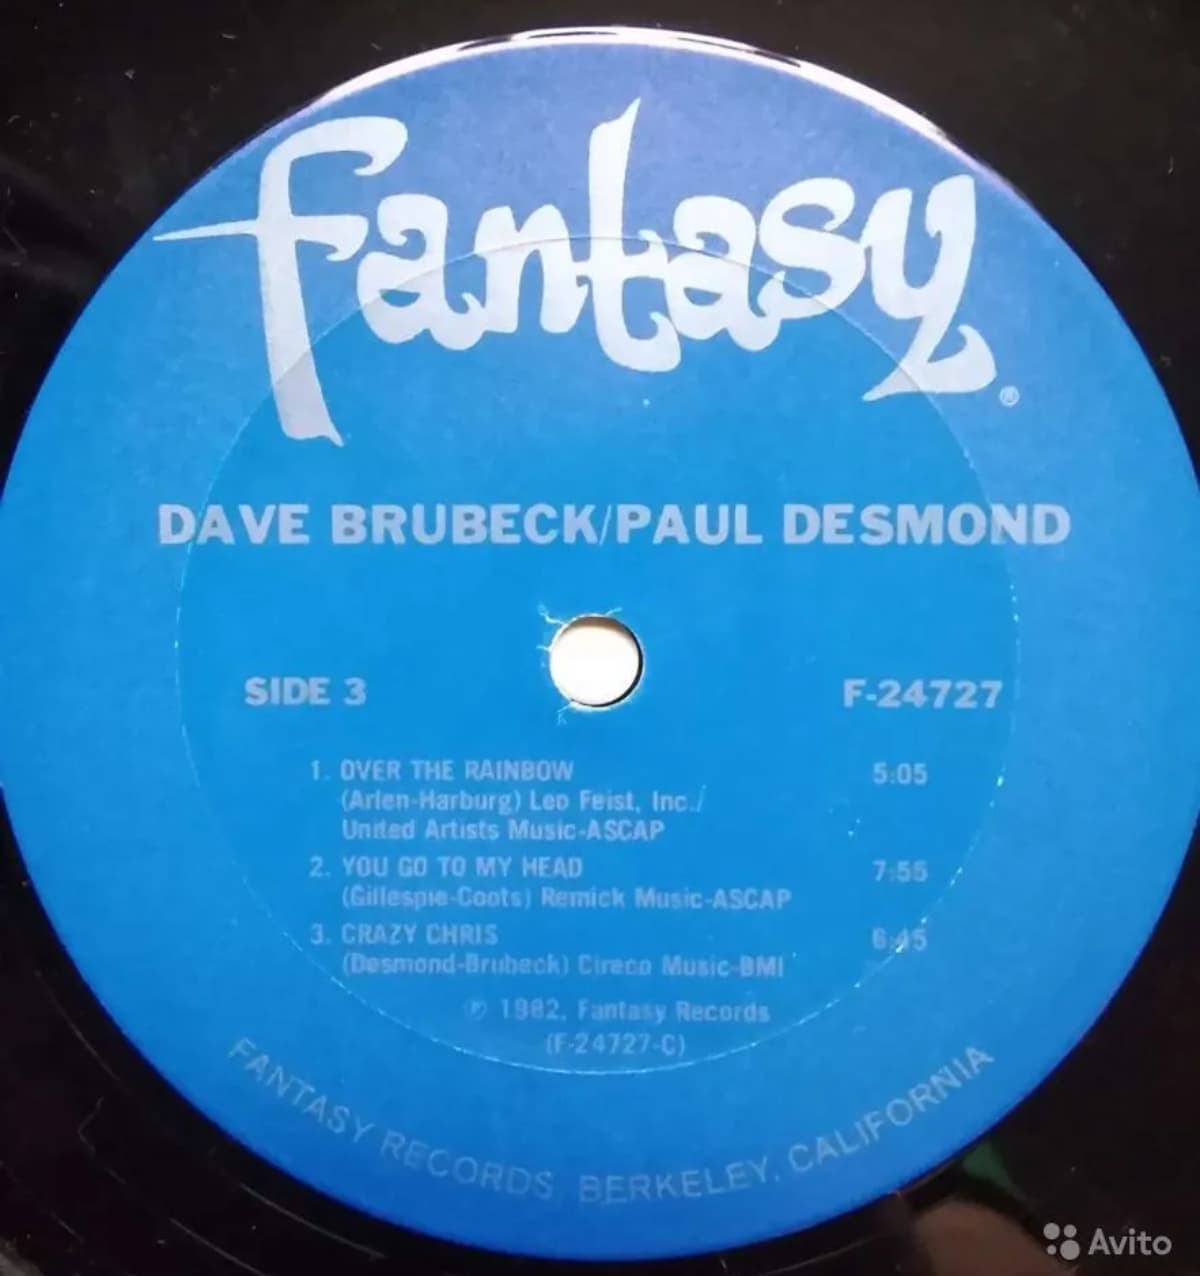 Fantasy®
DAVE BRUBECK/PAUL DESMOND
SIDE 3
F-24727
1. OVER THE RAINBOW 5:05
(Arlen-Harburg) Leo Feist, Inc./
United Artists Music-ASCAP
2. YOU GO TO MY HEAD 7:55
(Gillespie-Coots) Remick Music-ASCAP
3. CRAZY CHRIS 6:45
(Desmond-Brubeck) Cireco Music-BMI
℗ 1982, Fantasy Records
(F-24727-C)
FANTASY RECORDS, BERKELEY, CALIFORNIA
Avito